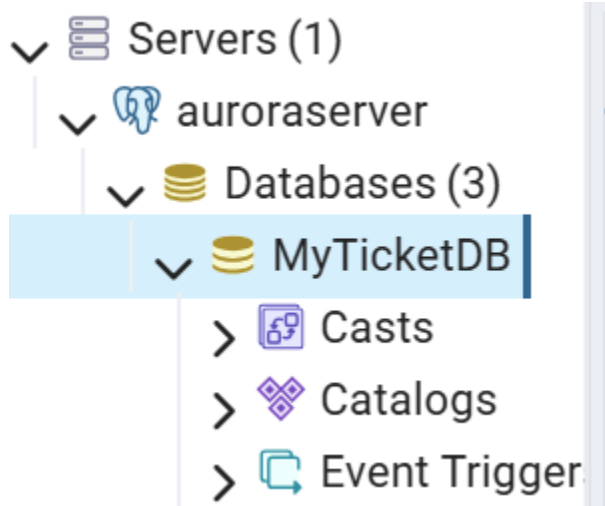 Servers (1)
auroraserver
Databases (3)
MyTicketDB
Casts
Catalogs
Event Trigger